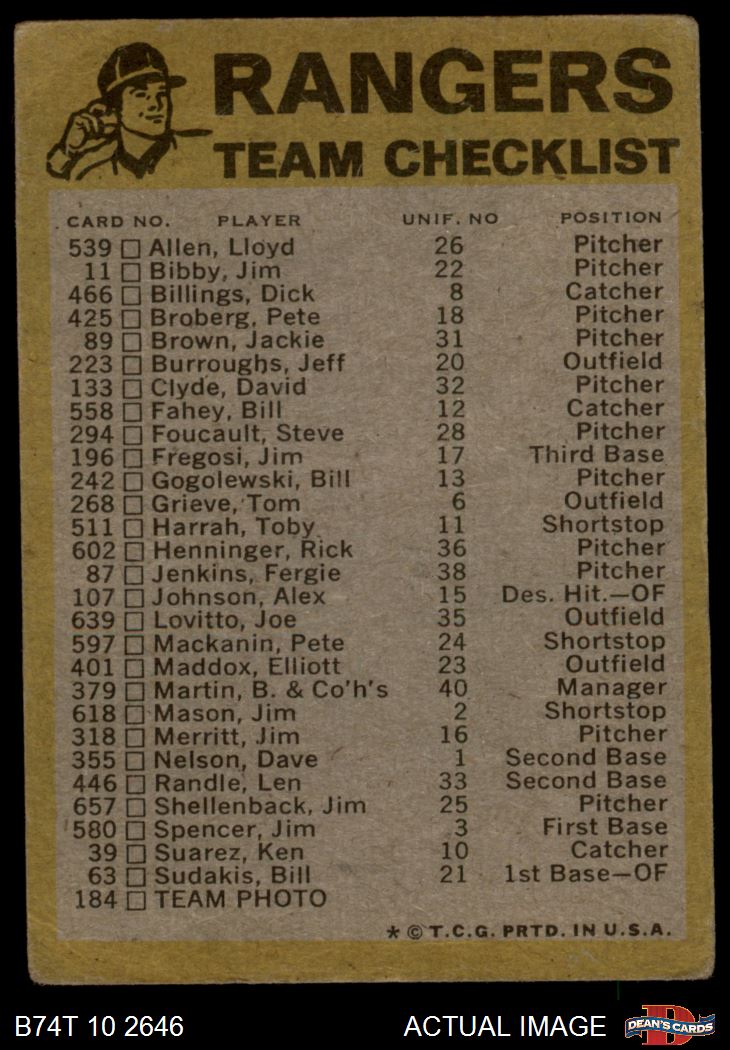 RANGERS
TEAM CHECKLIST
CARD NO. PLAYER UNIF. NO POSITION
539 Allen, Lloyd 26 Pitcher
11 Bibby, Jim 22 Pitcher
466 Billings, Dick 8 Catcher
425 Broberg, Pete 18 Pitcher
89 Brown, Jackie 31 Pitcher
223 Burroughs, Jeff 20 Outfield
133 Clyde, David 32 Pitcher
558 Fahey, Bill 12 Catcher
294 Foucault, Steve 28 Pitcher
196 Fregosi, Jim 17 Third Base
242 Gogolewski, Bill 13 Pitcher
268 Grieve, Tom 6 Outfield
511 Harrah, Toby 11 Shortstop
602 Henninger, Rick 36 Pitcher
87 Jenkins, Fergie 38 Pitcher
107 Johnson, Alex 15 Des. Hit.—OF
639 Lovitto, Joe 35 Outfield
597 Mackanin, Pete 24 Shortstop
401 Maddox, Elliott 23 Outfield
379 Martin, B. & Co'h's 40 Manager
618 Mason, Jim 2 Shortstop
318 Merritt, Jim 16 Pitcher
355 Nelson, Dave 1 Second Base
446 Randle, Len 33 Second Base
657 Shellenback, Jim 25 Pitcher
580 Spencer, Jim 3 First Base
39 Suarez, Ken 10 Catcher
63 Sudakis, Bill 21 1st Base—OF
184 TEAM PHOTO
* © T.C.G. PRTD. IN U.S.A.
B74T 10 2646 ACTUAL IMAGE D DEAN'S CARDS